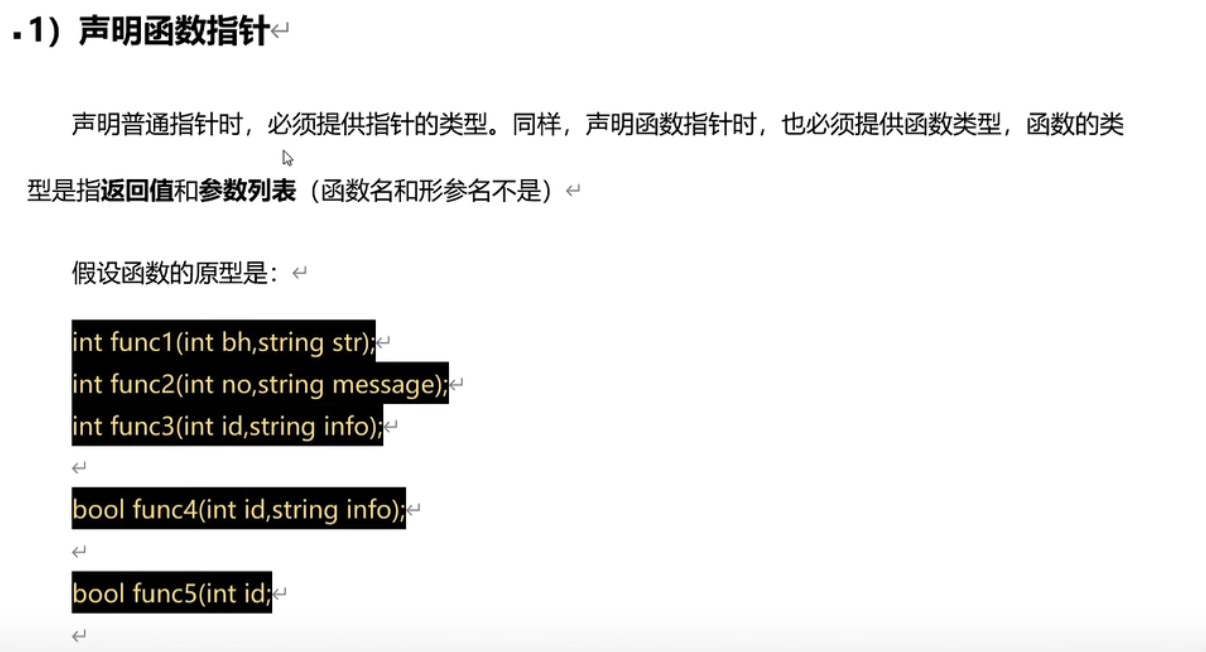 1）声明函数指针
声明普通指针时，必须提供指针的类型。同样，声明函数指针时，也必须提供函数类型，函数的类
型是指返回值和参数列表（函数名和形参名不是）
假设函数的原型是：
int func1(int bh,string str);
int func2(int no,string message);
int func3(int id,string info);
bool func4(int id,string info);
bool func5(int id;